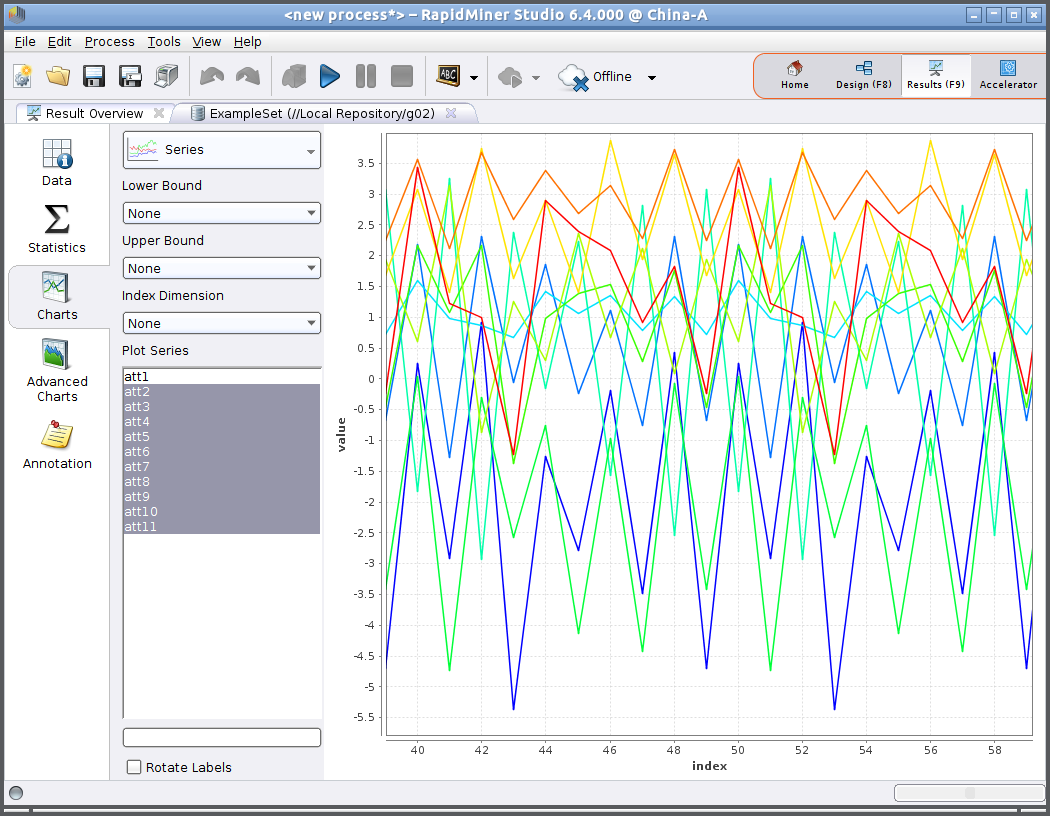 <new process*> – RapidMiner Studio 6.4.000 @ China-A
File Edit Process Tools View Help
ABC
Offline
Home
Design (F8)
Results (F9)
Accelerator
Result Overview
ExampleSet (//Local Repository/g02)
Data
Statistics
Charts
Advanced
Charts
Annotation
Series
Lower Bound
None
Upper Bound
None
Index Dimension
None
Plot Series
att1
att2
att3
att4
att5
att6
att7
att8
att9
att10
att11
Rotate Labels
value
3.5
3
2.5
2
1.5
1
0.5
0
-0.5
-1
-1.5
-2
-2.5
-3
-3.5
-4
-4.5
-5
-5.5
40 42 44 46 48 50 52 54 56 58
index